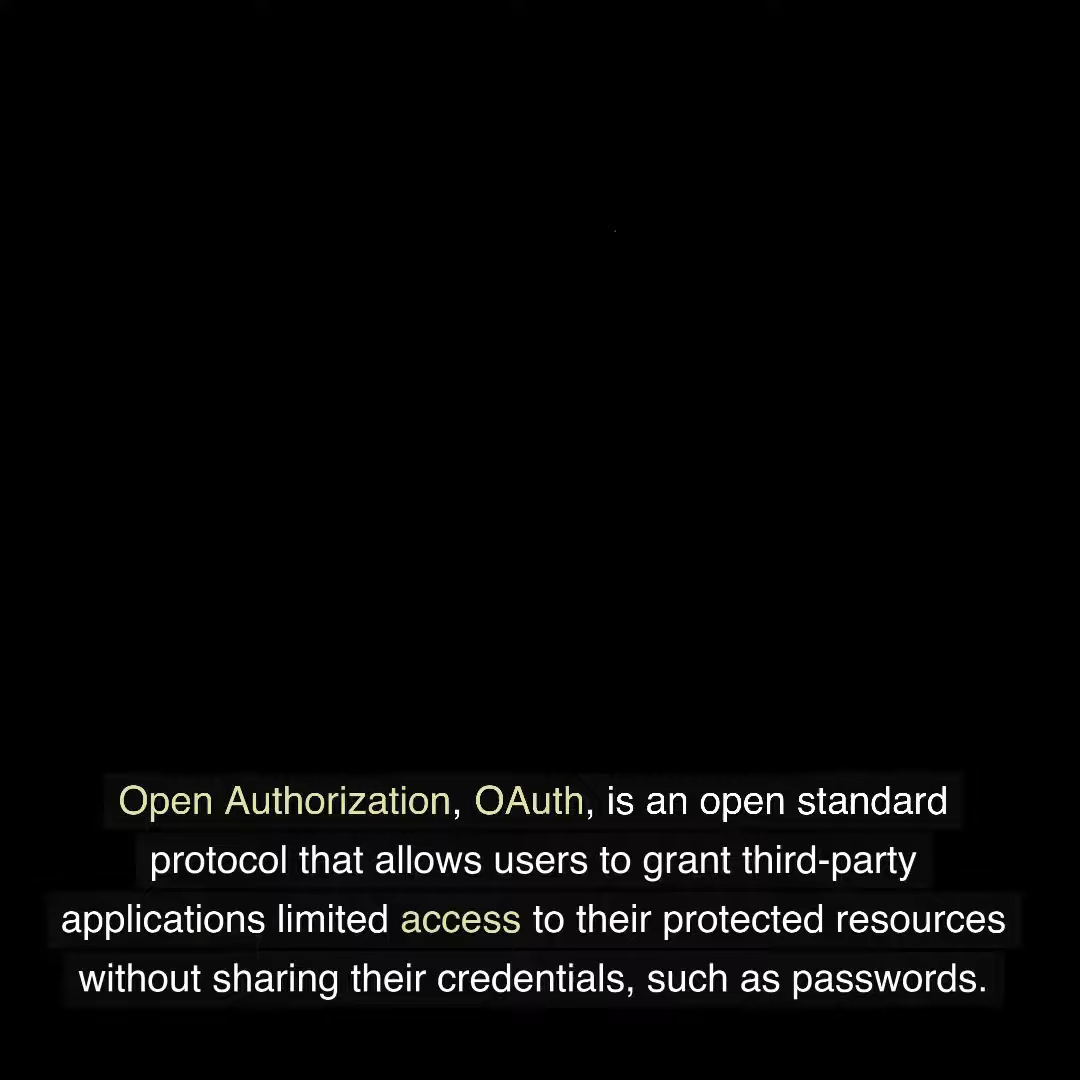 Open Authorization, OAuth, is an open standard
protocol that allows users to grant third-party
applications limited access to their protected resources
without sharing their credentials, such as passwords.